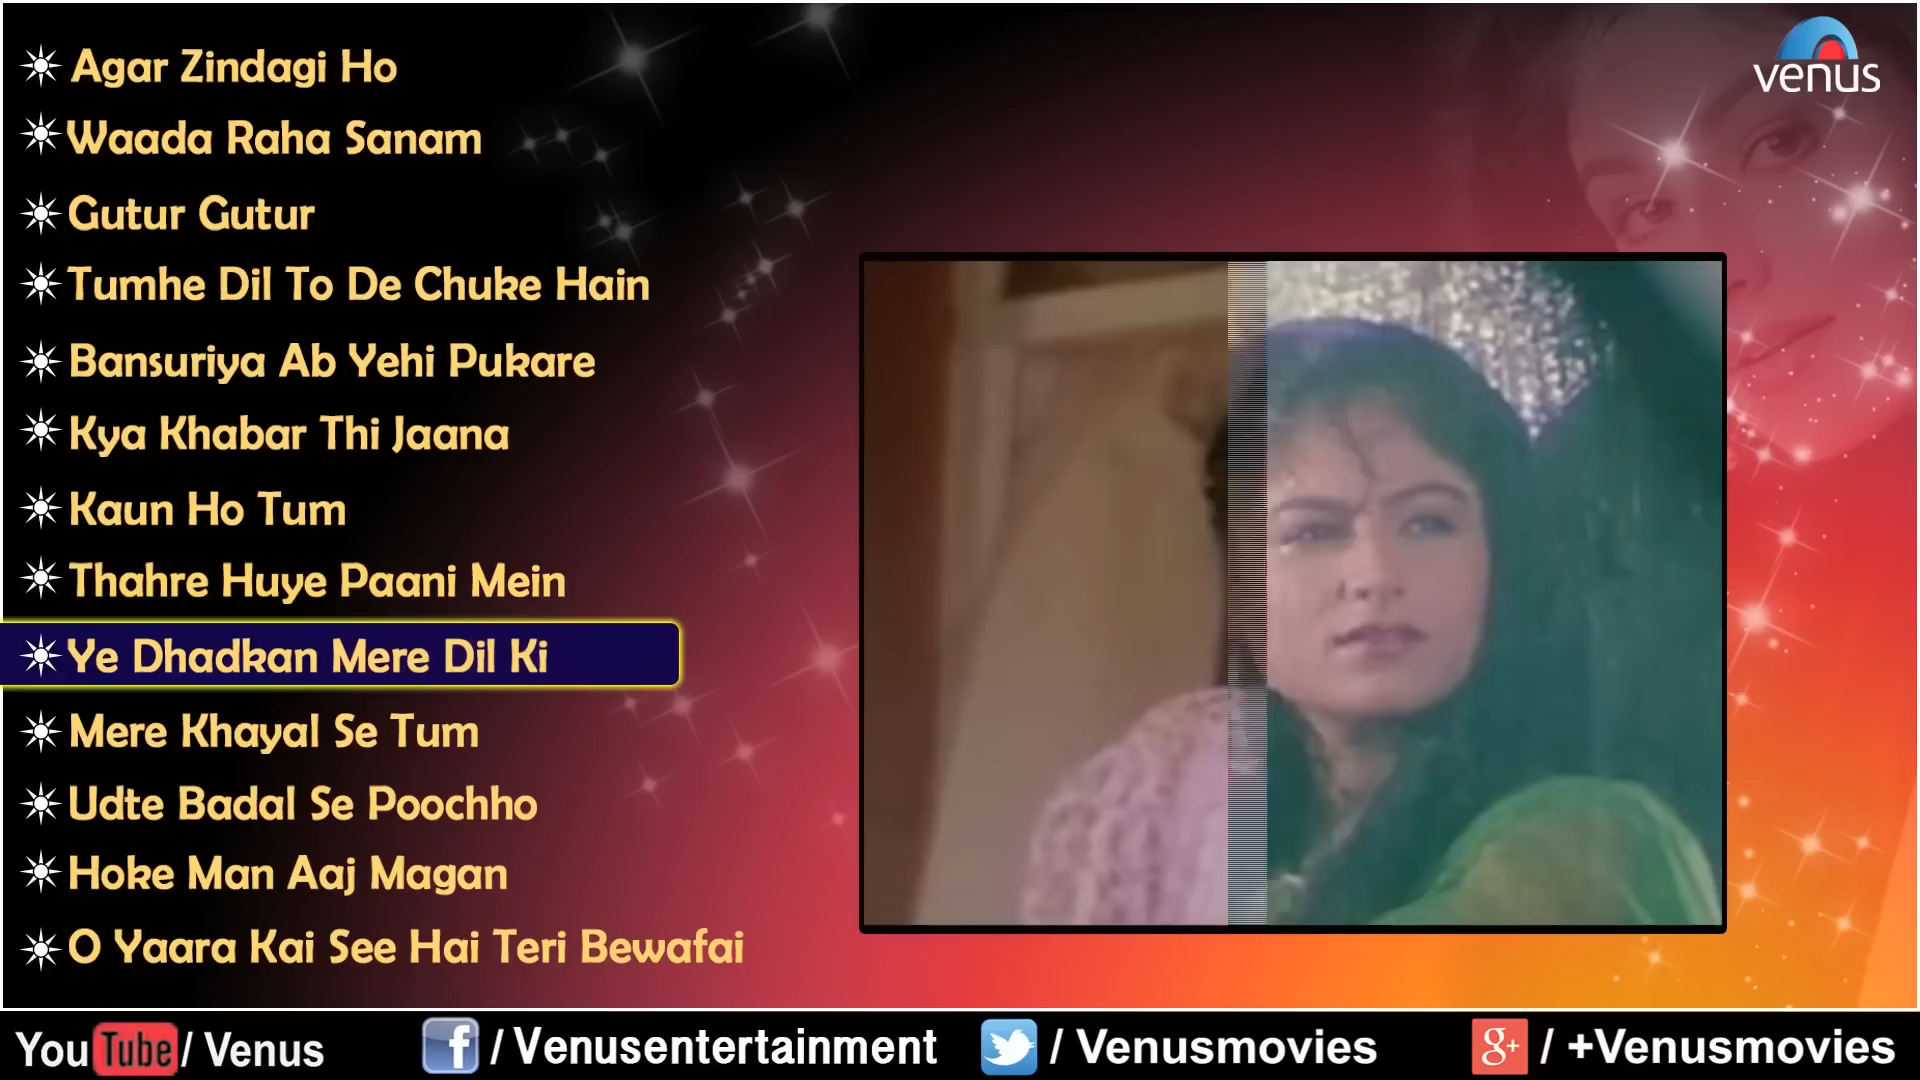 Agar Zindagi Ho
Waada Raha Sanam
Gutur Gutur
Tumhe Dil To De Chuke Hain
Bansuriya Ab Yehi Pukare
Kya Khabar Thi Jaana
Kaun Ho Tum
Thahre Huye Paani Mein
Ye Dhadkan Mere Dil Ki
Mere Khayal Se Tum
Udte Badal Se Poochho
Hoke Man Aaj Magan
O Yaara Kai See Hai Teri Bewafai
venus
YouTube / Venus
f / Venusentertainment
/ Venusmovies
g+ / +Venusmovies